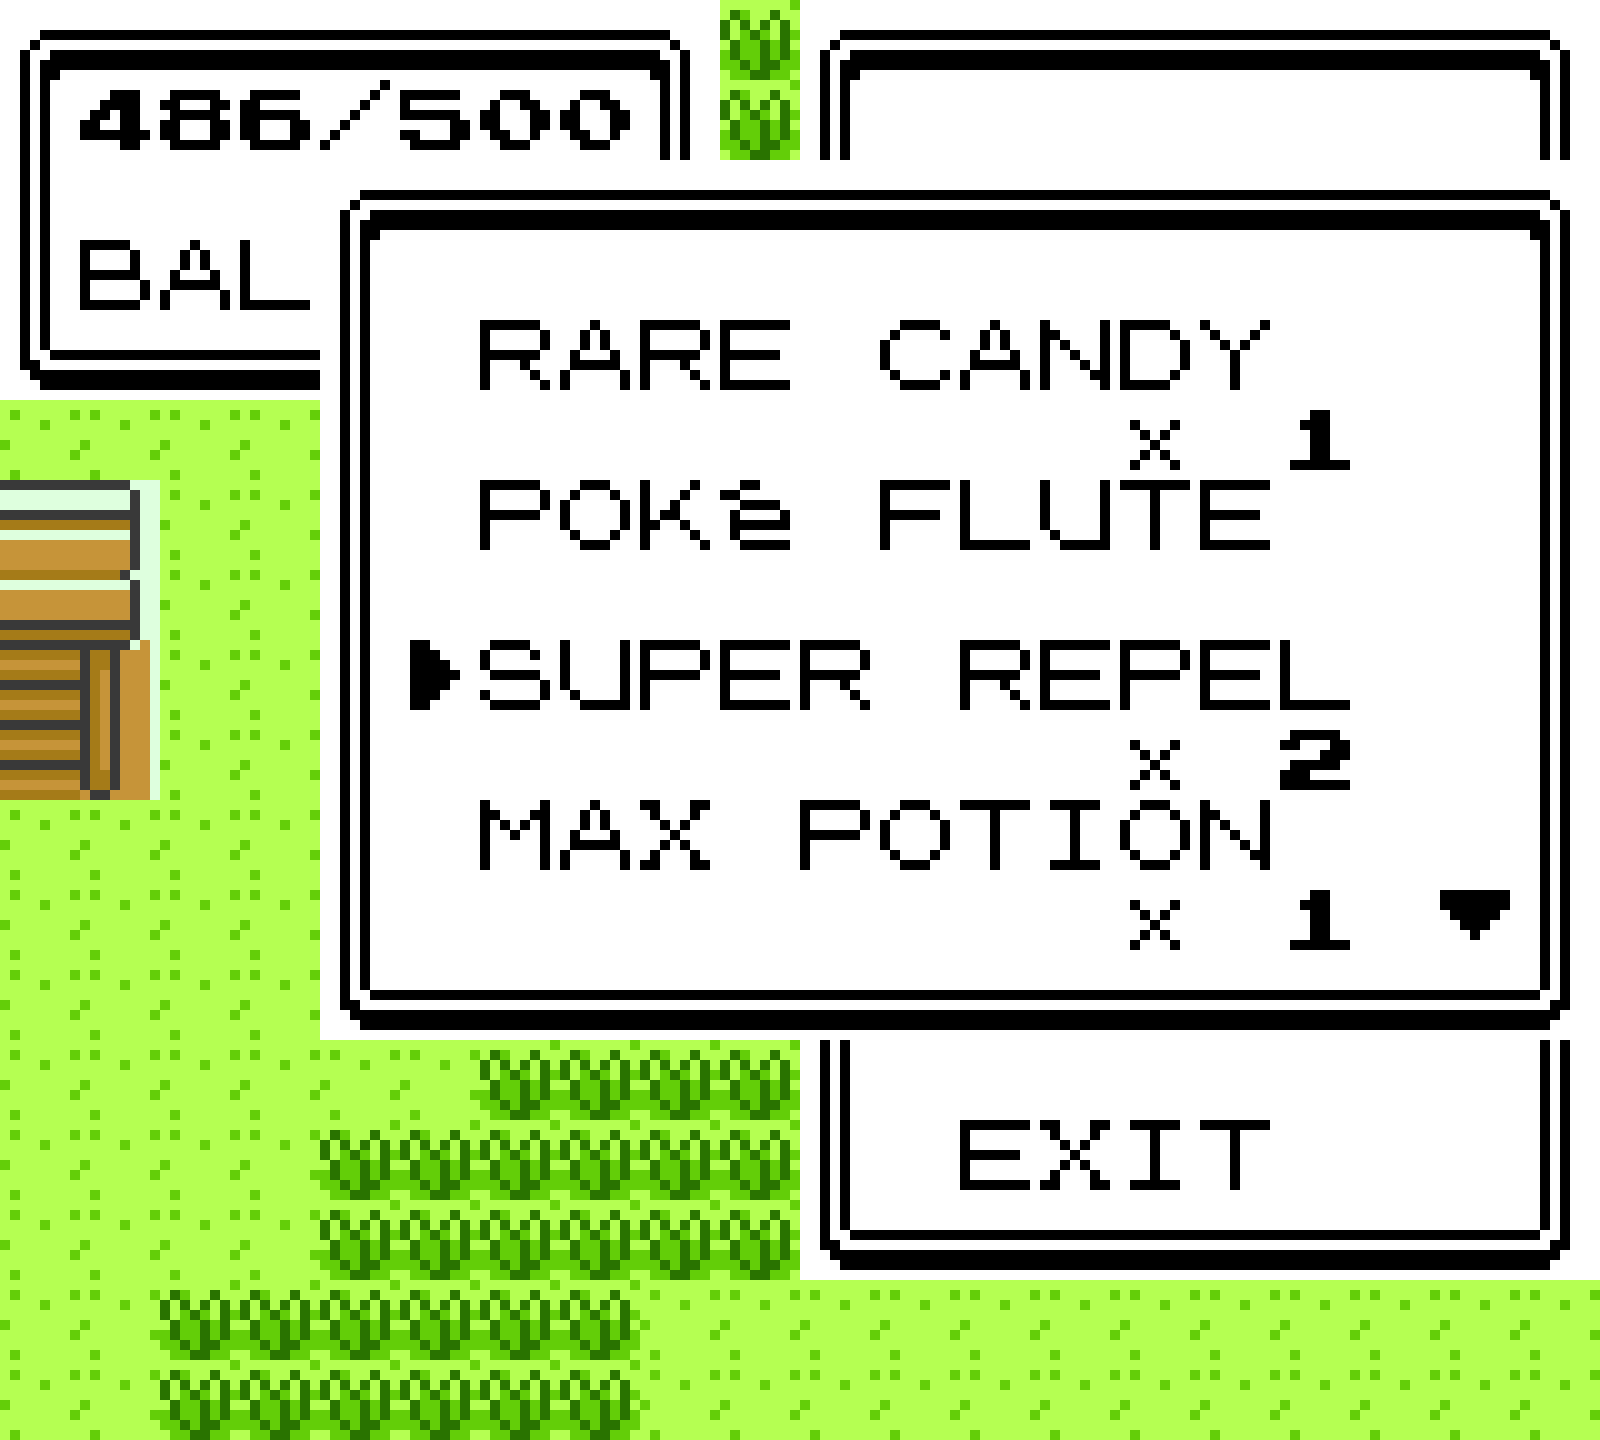 486/500
BAL
RARE CANDY
× 1
POKé FLUTE
▶SUPER REPEL
× 2
MAX POTION
× 1 ▼
EXIT